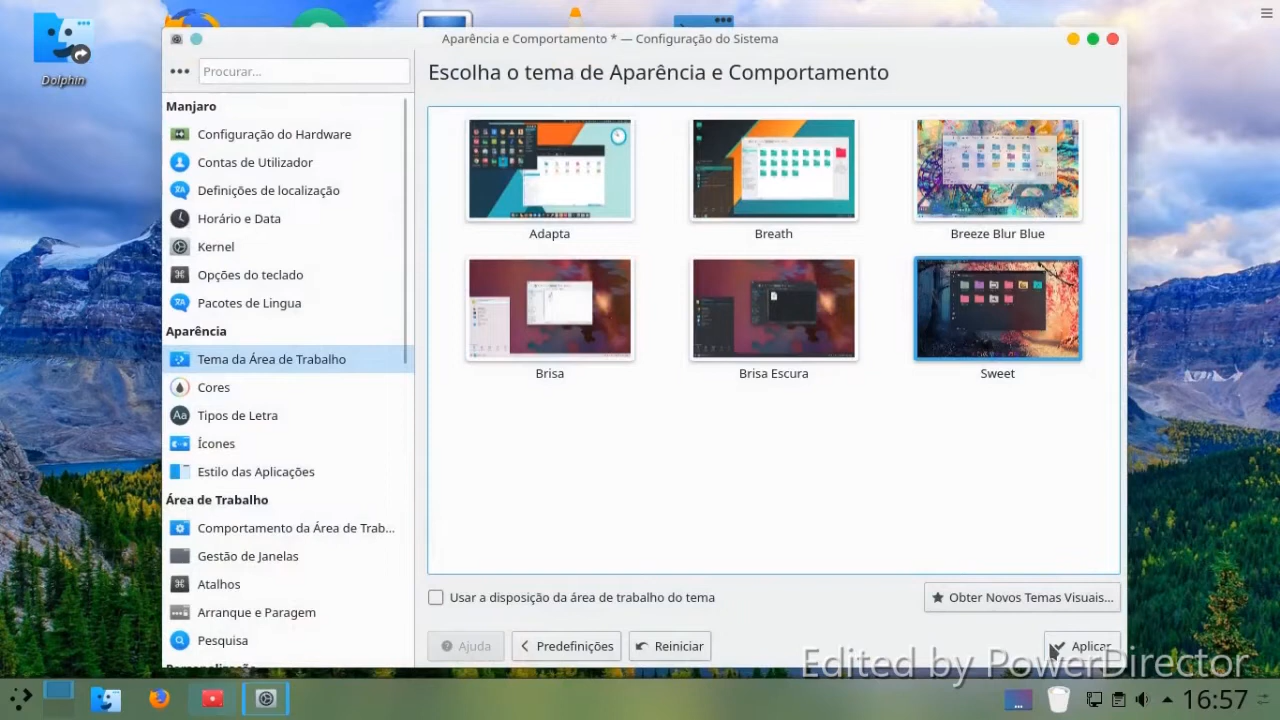 Dolphin
Aparência e Comportamento * — Configuração do Sistema
Procurar...
Escolha o tema de Aparência e Comportamento
Manjaro
Configuração do Hardware
Contas de Utilizador
Definições de localização
Horário e Data
Kernel
Opções do teclado
Pacotes de Língua
Aparência
Tema da Área de Trabalho
Cores
Aa
Tipos de Letra
Ícones
Estilo das Aplicações
Área de Trabalho
Comportamento da Área de Trab...
Gestão de Janelas
Atalhos
Arranque e Paragem
Pesquisa
Personalização
Adapta
Breath
Breeze Blur Blue
Brisa
Brisa Escura
Sweet
Usar a disposição da área de trabalho do tema
Obter Novos Temas Visuais...
Ajuda
Predefinições
Reiniciar
Aplicar
Edited by PowerDirector
16:57